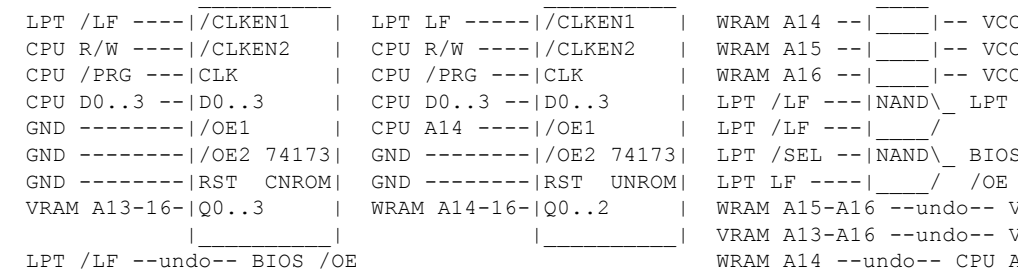 __________                    __________                  ____
LPT /LF ----|/CLKEN1    |  LPT LF -----|/CLKEN1    |  WRAM A14 --|____|-- VCC
CPU R/W ----|/CLKEN2    |  CPU R/W ----|/CLKEN2    |  WRAM A15 --|____|-- VCC
CPU /PRG ---|CLK        |  CPU /PRG ---|CLK        |  WRAM A16 --|____|-- VCC
CPU D0..3 --|D0..3      |  CPU D0..3 --|D0..3      |  LPT /LF ---|NAND\_ LPT
GND --------|/OE1       |  CPU A14 ----|/OE1       |  LPT /LF ---|____/
GND --------|/OE2 74173|  GND --------|/OE2 74173|  LPT /SEL --|NAND\_ BIOS
GND --------|RST  CNROM|  GND --------|RST  UNROM|  LPT LF ----|____/  /OE
VRAM A13-16-|Q0..3      |  WRAM A14-16-|Q0..2      |  WRAM A15-A16 --undo-- V
            |__________|               |__________|  VRAM A13-A16 --undo-- V
LPT /LF --undo-- BIOS /OE                             WRAM A14 --undo-- CPU A